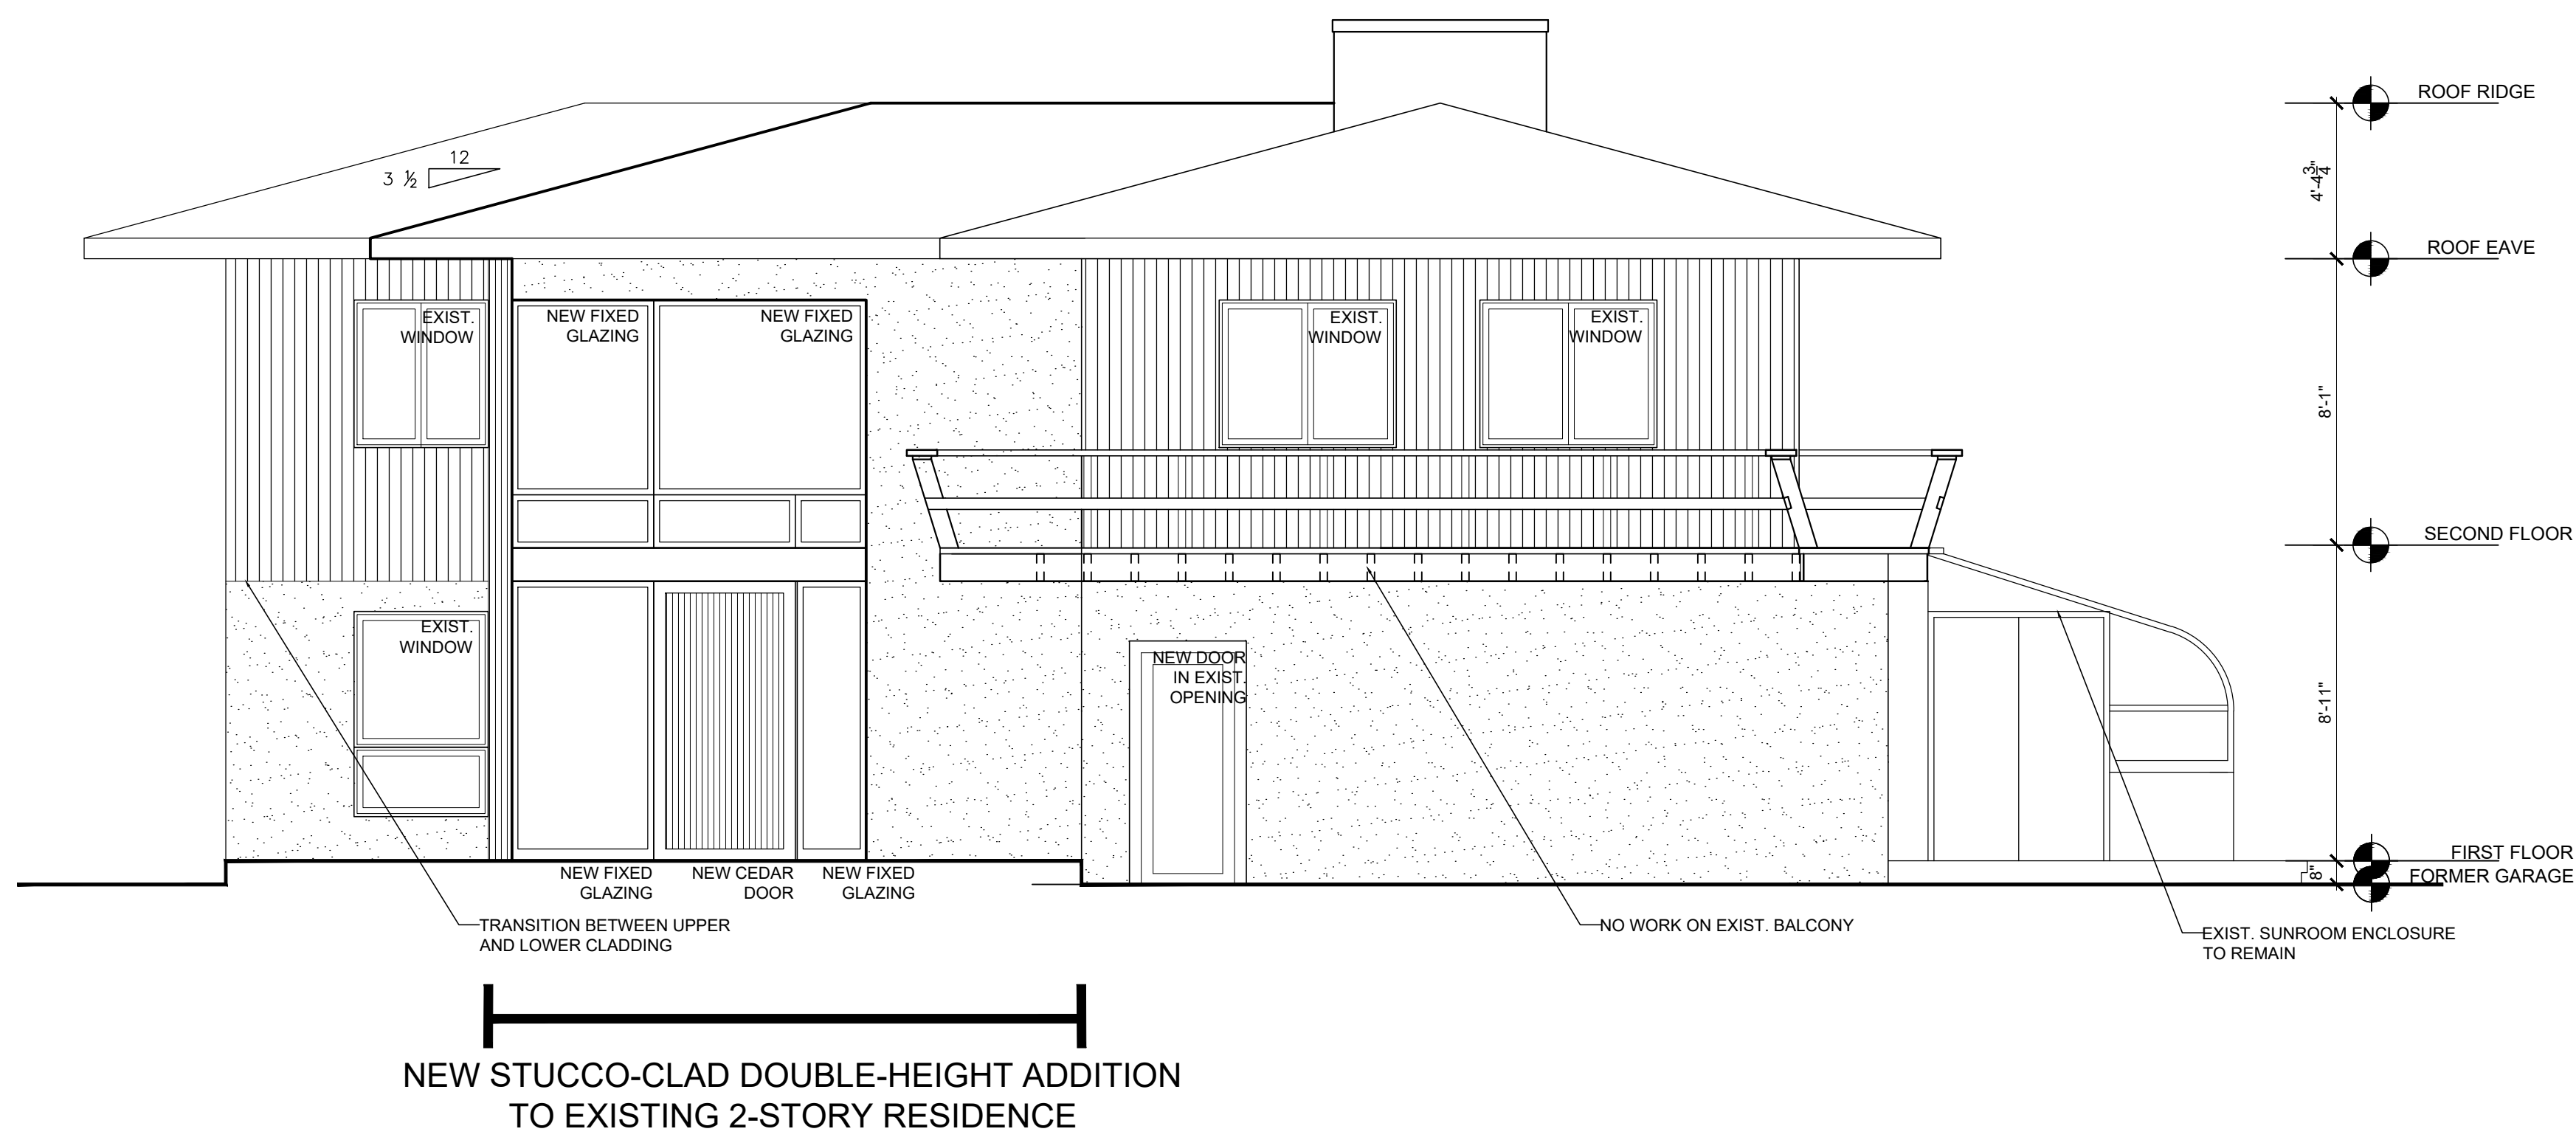 ROOF RIDGE
12
3 ½
4'-4 3/4"
ROOF EAVE
EXIST.
WINDOW
NEW FIXED
GLAZING
NEW FIXED
GLAZING
EXIST.
WINDOW
EXIST.
WINDOW
8'-1"
SECOND FLOOR
EXIST.
WINDOW
NEW DOOR
IN EXIST.
OPENING
8'-11"
FIRST FLOOR
8"
FORMER GARAGE
NEW FIXED
GLAZING
NEW CEDAR
DOOR
NEW FIXED
GLAZING
TRANSITION BETWEEN UPPER
AND LOWER CLADDING
NO WORK ON EXIST. BALCONY
EXIST. SUNROOM ENCLOSURE
TO REMAIN
NEW STUCCO-CLAD DOUBLE-HEIGHT ADDITION
TO EXISTING 2-STORY RESIDENCE